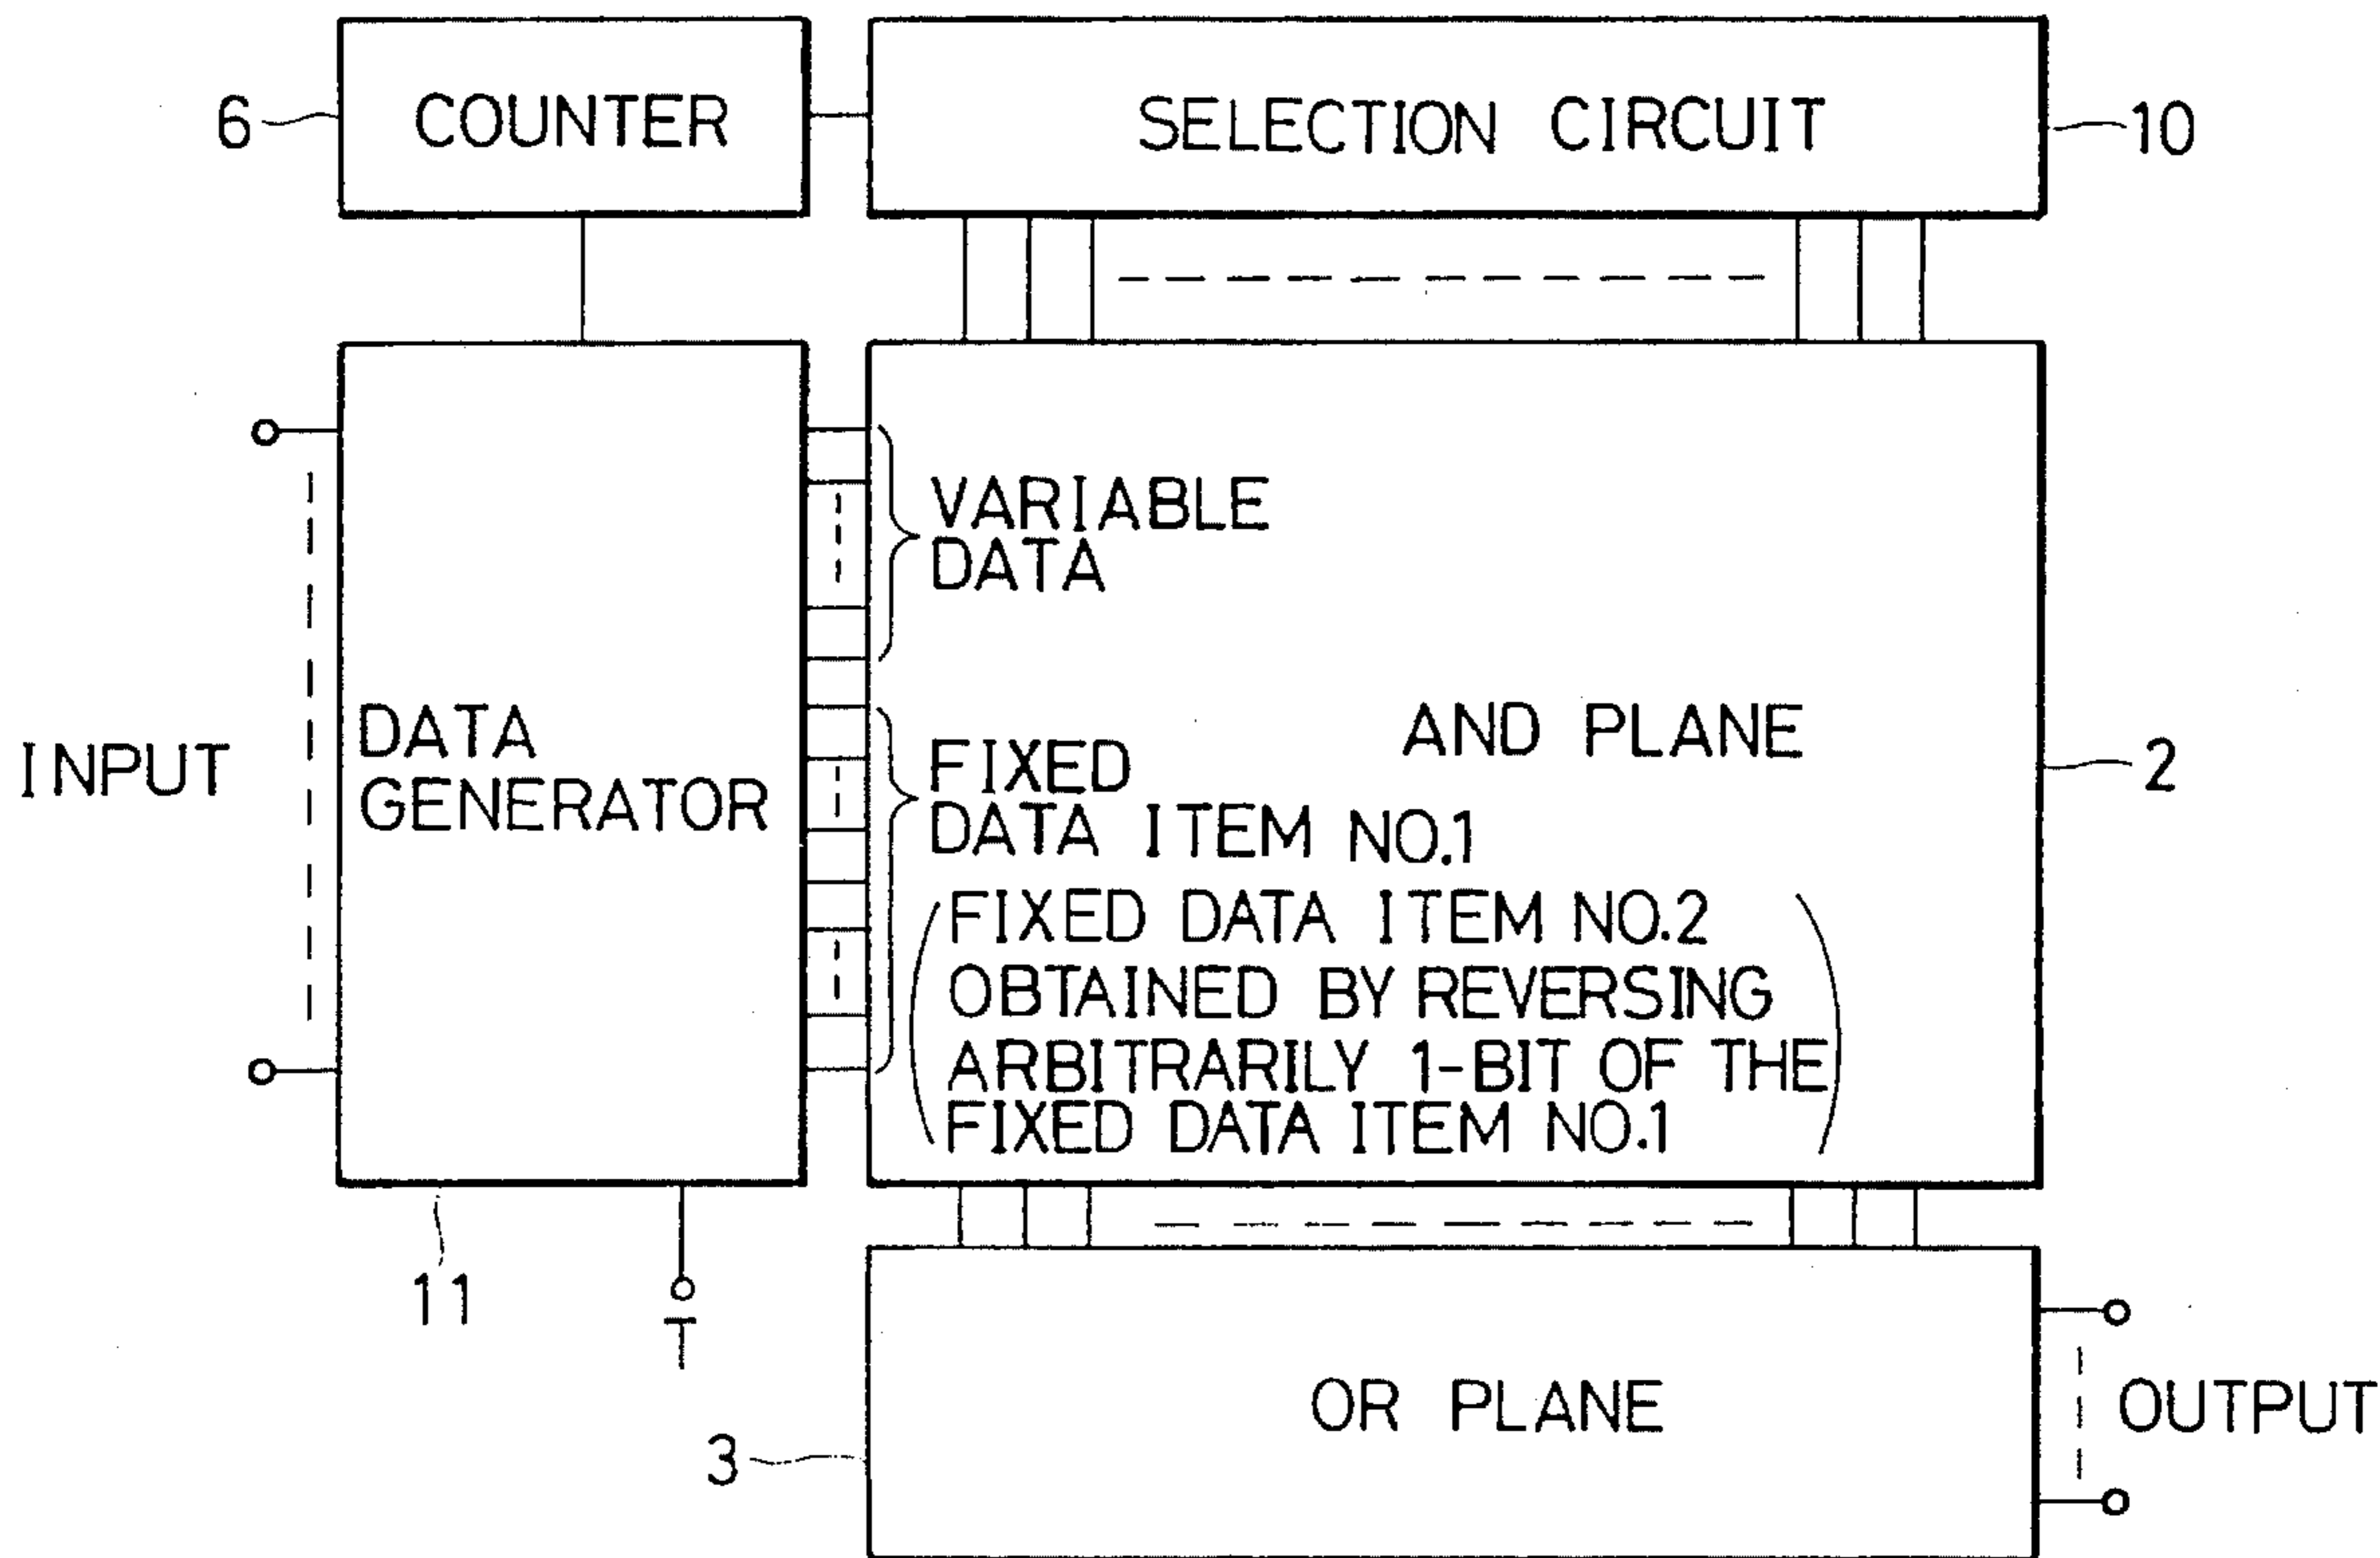 6
COUNTER
SELECTION CIRCUIT
10
VARIABLE
DATA
INPUT
DATA
GENERATOR
AND PLANE
2
FIXED
DATA ITEM NO.1
FIXED DATA ITEM NO.2
OBTAINED BY REVERSING
ARBITRARILY 1-BIT OF THE
FIXED DATA ITEM NO.1
11
T
OR PLANE
3
OUTPUT